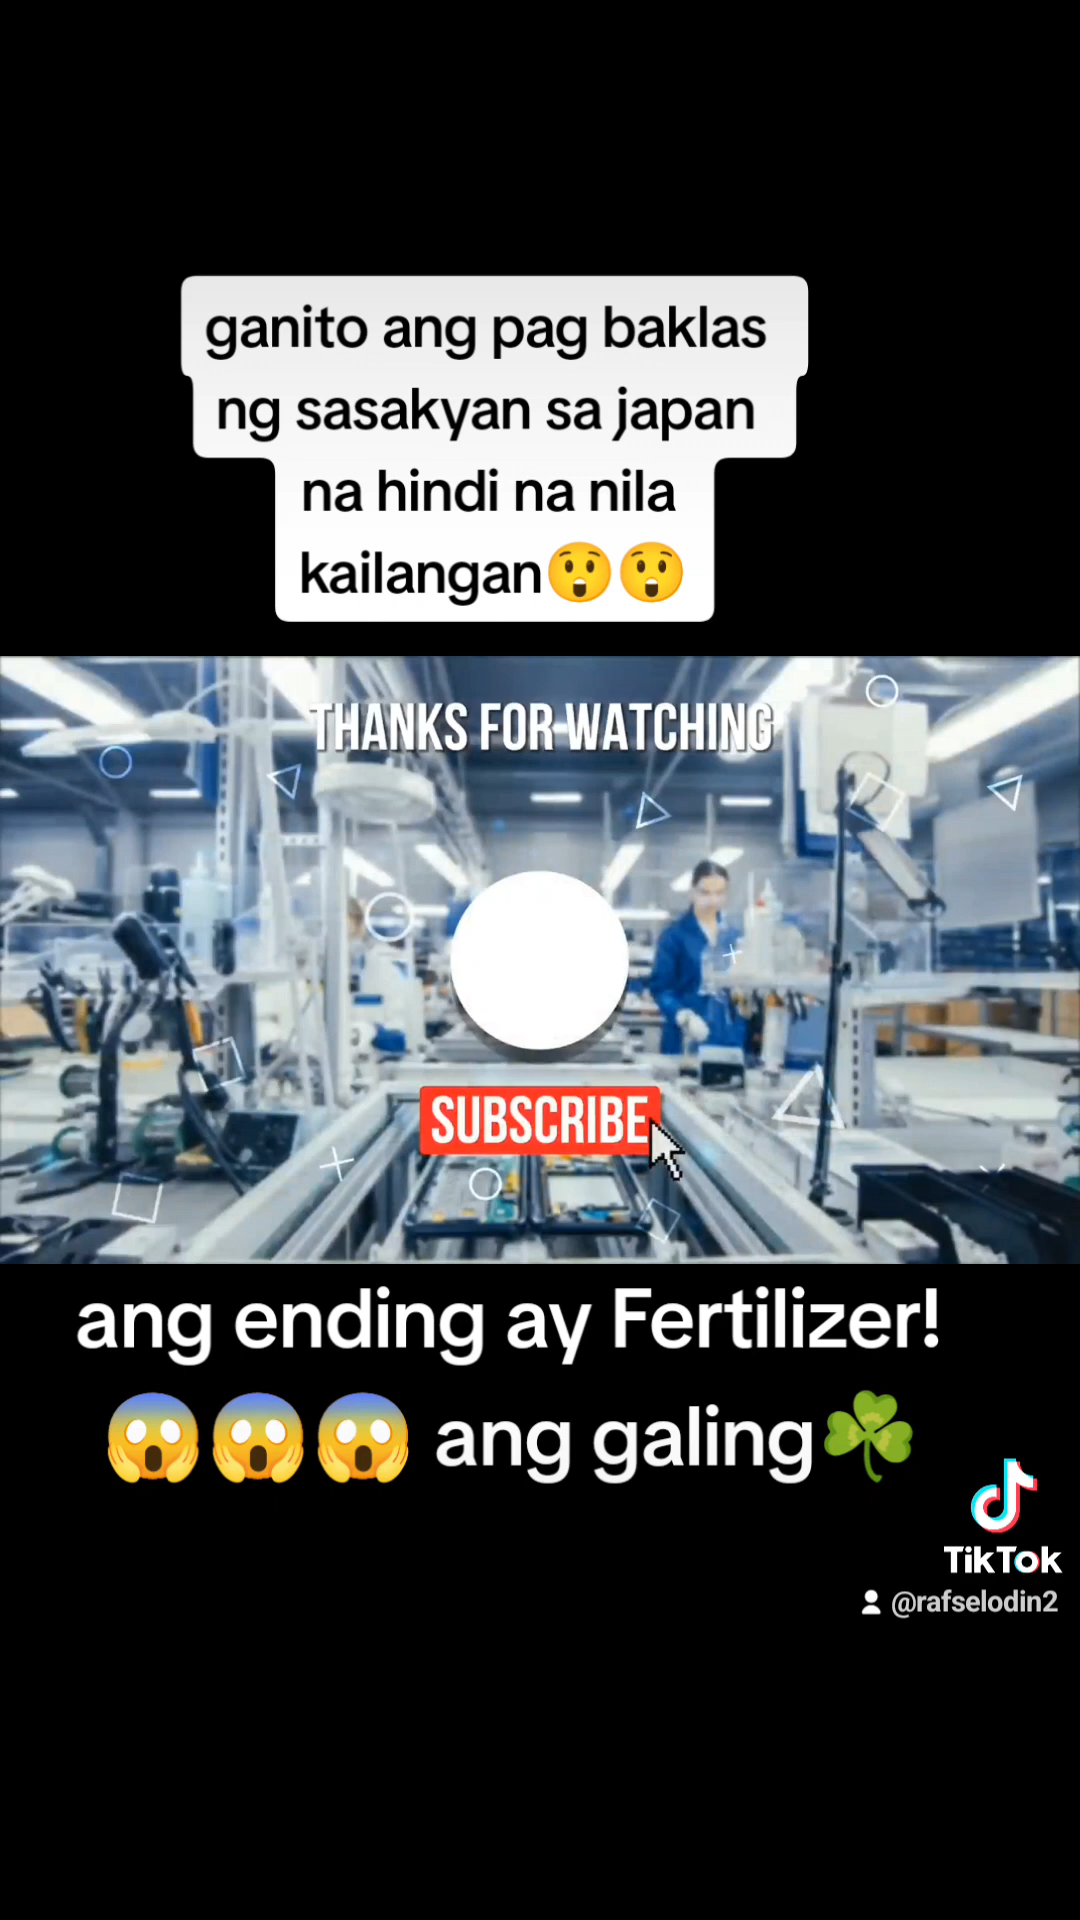 ganito ang pag baklas
ng sasakyan sa japan
na hindi na nila
kailangan😲😲
THANKS FOR WATCHING
SUBSCRIBE
ang ending ay Fertilizer!
😱😱😱 ang galing☘️
TikTok
@rafselodin2